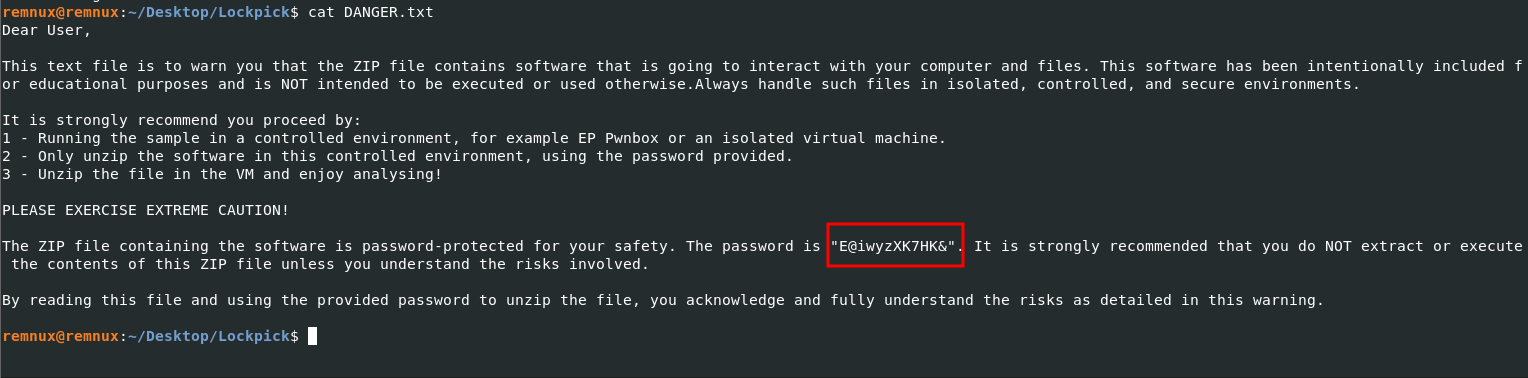 remnux@remnux:~/Desktop/Lockpick$ cat DANGER.txt
Dear User,
This text file is to warn you that the ZIP file contains software that is going to interact with your computer and files. This software has been intentionally included f
or educational purposes and is NOT intended to be executed or used otherwise.Always handle such files in isolated, controlled, and secure environments.
It is strongly recommend you proceed by:
1 - Running the sample in a controlled environment, for example EP Pwnbox or an isolated virtual machine.
2 - Only unzip the software in this controlled environment, using the password provided.
3 - Unzip the file in the VM and enjoy analysing!
PLEASE EXERCISE EXTREME CAUTION!
The ZIP file containing the software is password-protected for your safety. The password is "E@iwyzXK7HK&". It is strongly recommended that you do NOT extract or execute
the contents of this ZIP file unless you understand the risks involved.
By reading this file and using the provided password to unzip the file, you acknowledge and fully understand the risks as detailed in this warning.
remnux@remnux:~/Desktop/Lockpick$